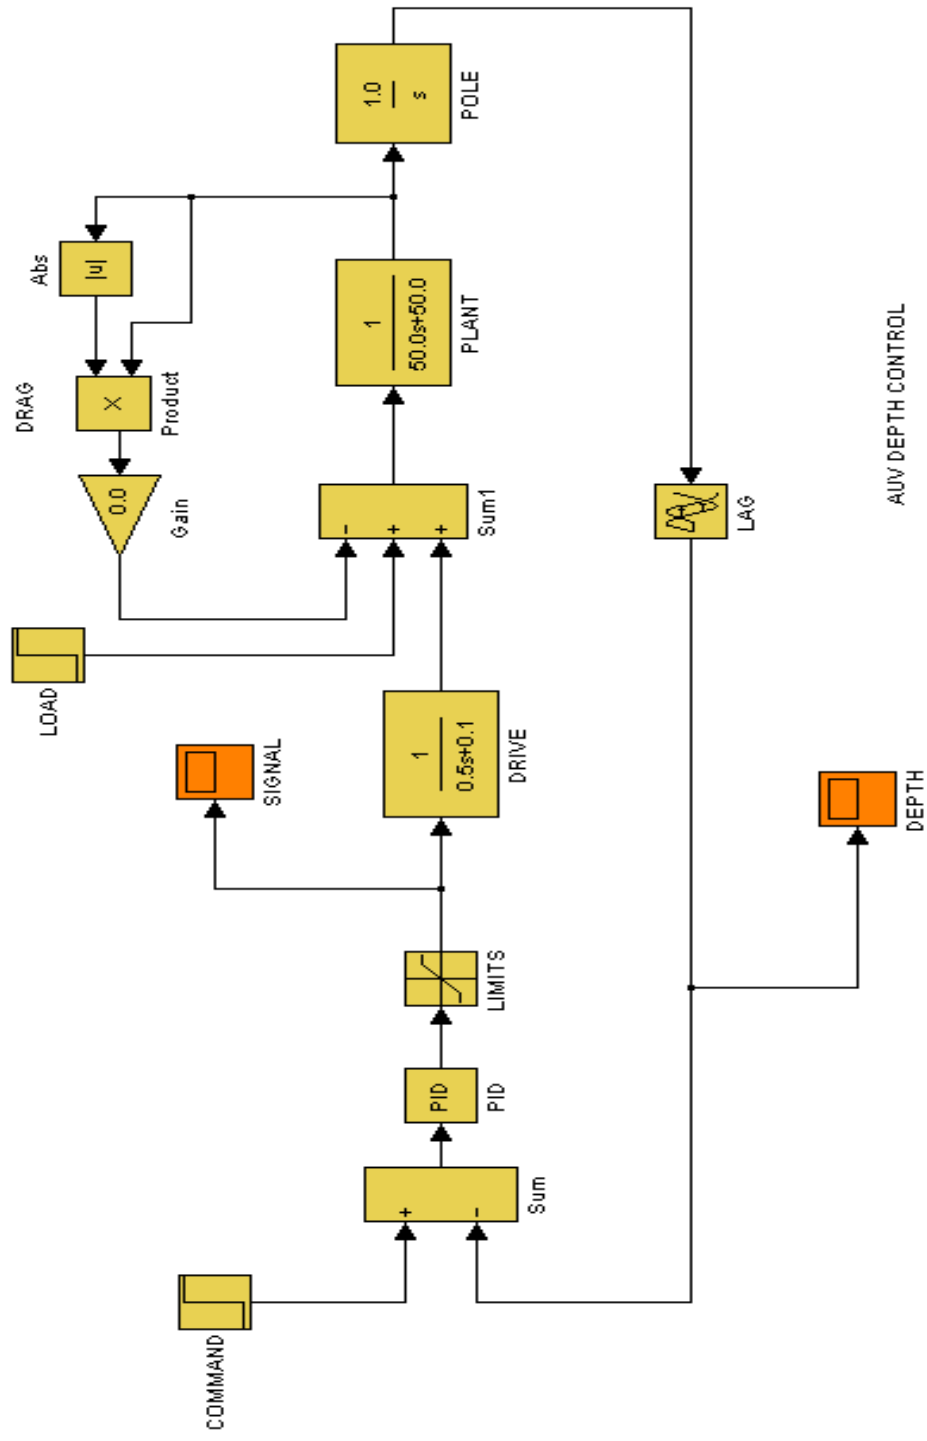 COMMAND
+
-
Sum
PID
PID
LIMITS
SIGNAL
1
0.5s+0.1
DRIVE
LOAD
-
+
+
Sum1
0.0
Gain
DRAG
X
Product
Abs
|u|
1
50.0s+50.0
PLANT
1.0
s
POLE
LAG
DEPTH
AUV DEPTH CONTROL